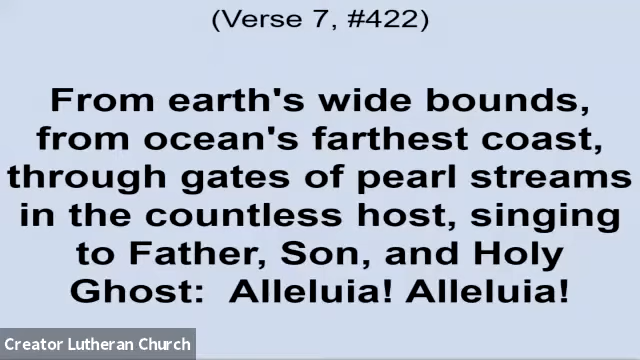 (Verse 7, #422)
From earth's wide bounds,
from ocean's farthest coast,
through gates of pearl streams
in the countless host, singing
to Father, Son, and Holy
Ghost:  Alleluia! Alleluia!
Creator Lutheran Church